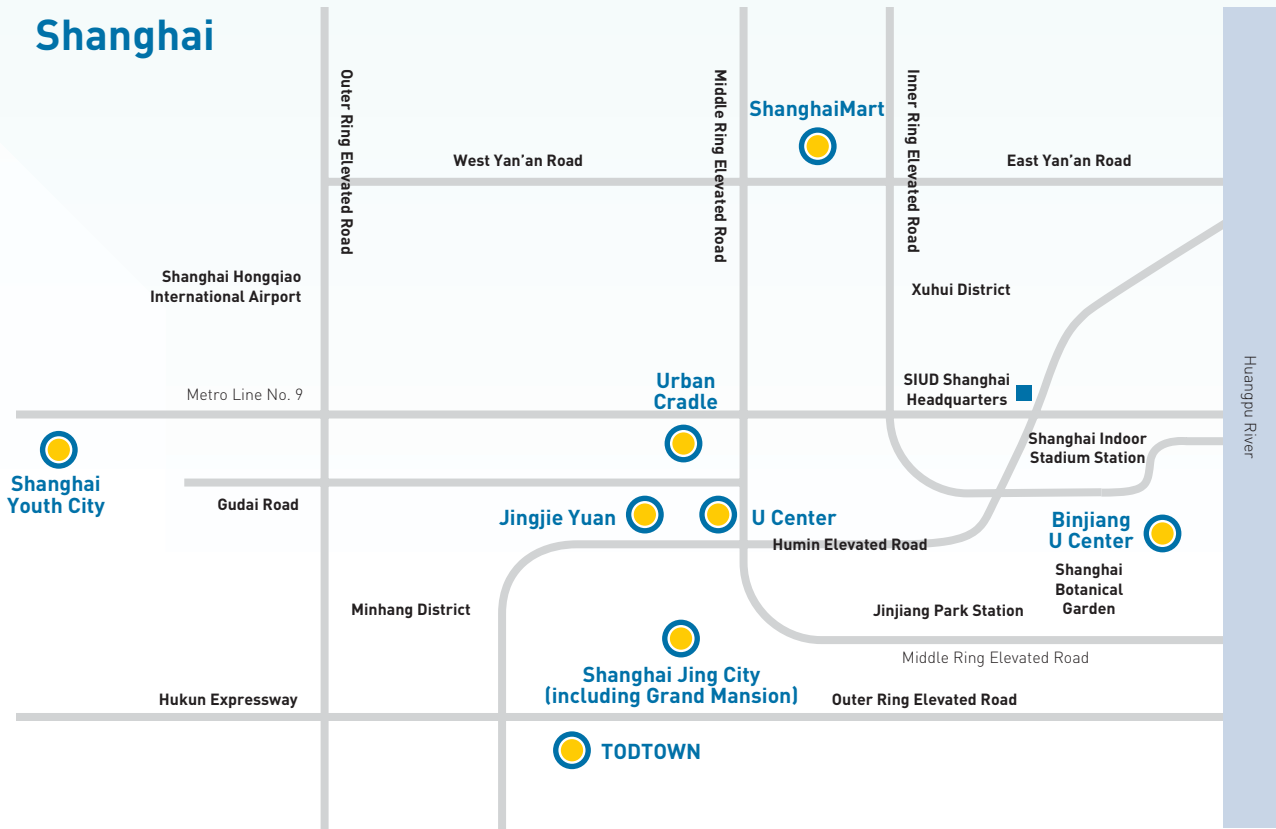 Shanghai
Outer Ring Elevated Road
Middle Ring Elevated Road
Inner Ring Elevated Road
ShanghaiMart
West Yan’an Road
East Yan’an Road
Shanghai Hongqiao
International Airport
Xuhui District
Metro Line No. 9
Urban
Cradle
SIUD Shanghai
Headquarters
Huangpu River
Shanghai Indoor
Stadium Station
Shanghai
Youth City
Gudai Road
Jingjie Yuan
U Center
Binjiang
U Center
Humin Elevated Road
Shanghai
Botanical
Garden
Minhang District
Jinjiang Park Station
Middle Ring Elevated Road
Shanghai Jing City
(including Grand Mansion)
Hukun Expressway
Outer Ring Elevated Road
TODTOWN